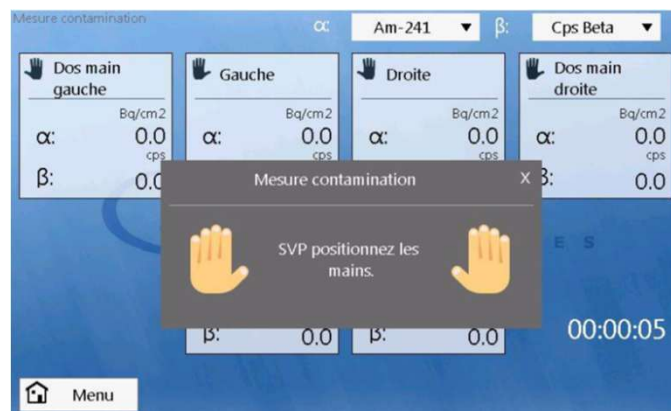 Mesure contamination
α: Am-241 β: Cps Beta
Dos main
gauche
Bq/cm2
α: 0.0
cps
β: 0.0
Gauche
Bq/cm2
α: 0.0
cps
Droite
Bq/cm2
α: 0.0
cps
Dos main
droite
Bq/cm2
α: 0.0
cps
β: 0.0
Mesure contamination X
SVP positionnez les
mains.
E S
β: 0.0
β: 0.0
00:00:05
Menu